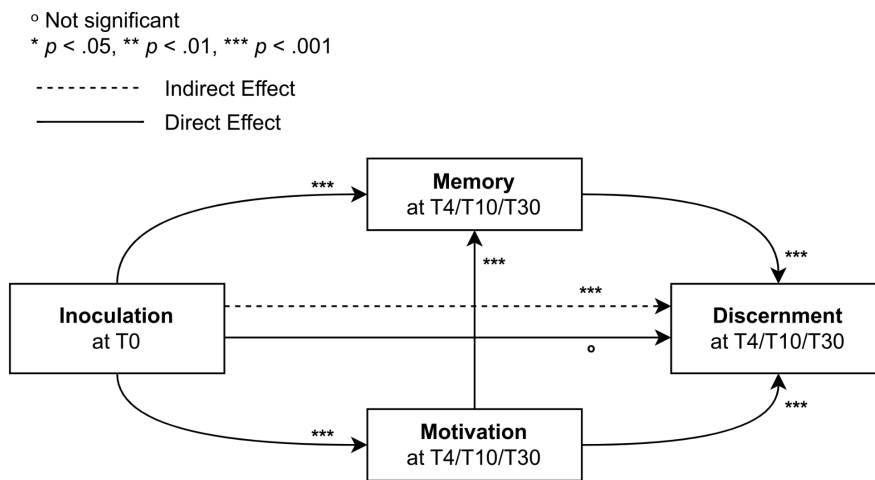 ° Not significant
* p < .05, ** p < .01, *** p < .001
Indirect Effect
Direct Effect
***
Memory
at T4/T10/T30
***
***
***
Inoculation
at T0
Discernment
at T4/T10/T30
°
***
Motivation
at T4/T10/T30
***